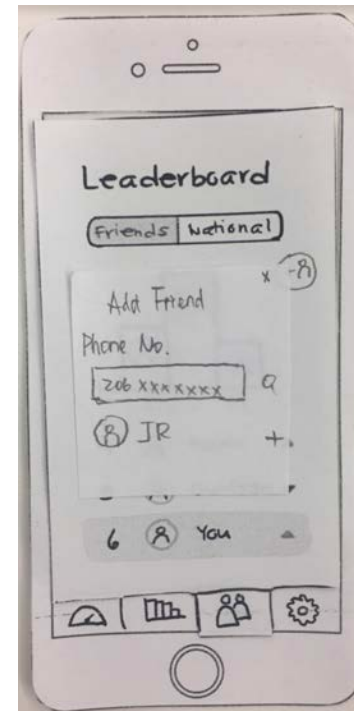 Leaderboard
Friends National
x
Add Friend
Phone No.
206 xxxxxxx
JR +
6 You